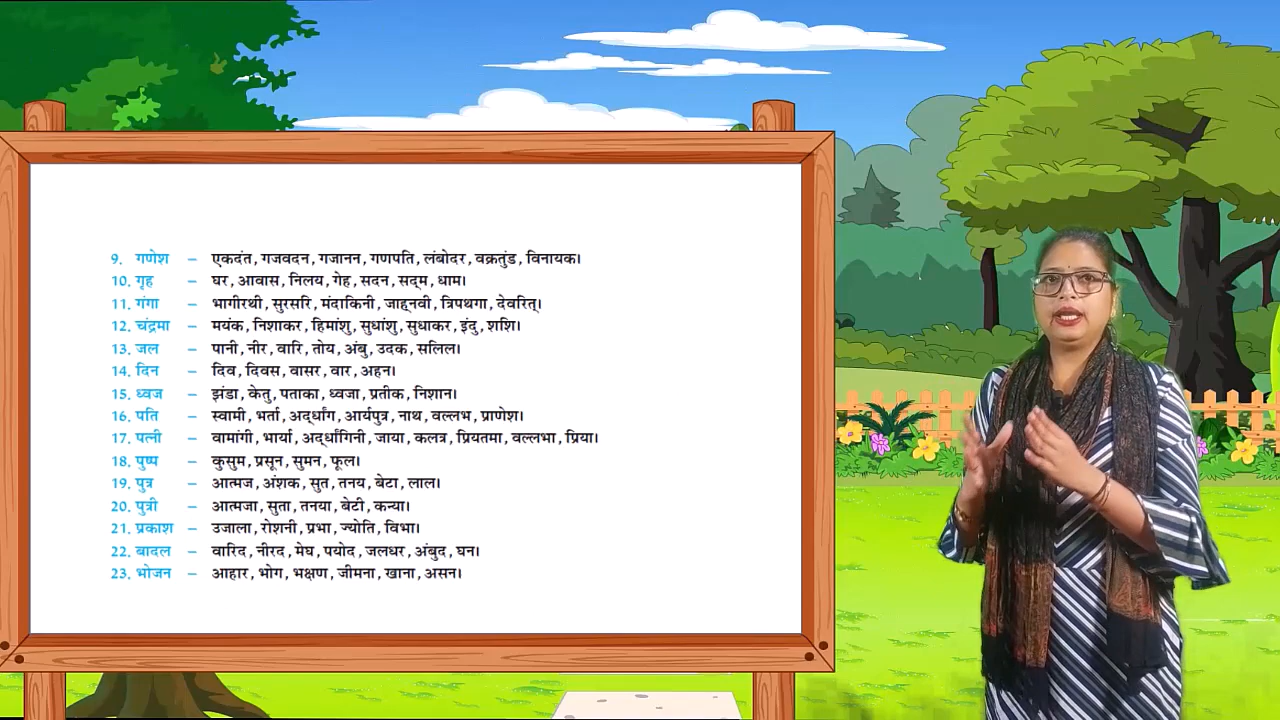 9. गणेश – एकदंत, गजवदन, गजानन, गणपति, लंबोदर, वक्रतुंड, विनायक।
10. गृह – घर, आवास, निलय, गेह, सदन, सद्म, धाम।
11. गंगा – भागीरथी, सुरसरि, मंदाकिनी, जाह्नवी, त्रिपथगा, देवरित्।
12. चंद्रमा – मयंक, निशाकर, हिमांशु, सुधांशु, सुधाकर, इंदु, शशि।
13. जल – पानी, नीर, वारि, तोय, अंबु, उदक, सलिल।
14. दिन – दिव, दिवस, वासर, वार, अहन।
15. ध्वज – झंडा, केतु, पताका, ध्वजा, प्रतीक, निशान।
16. पति – स्वामी, भर्ता, अर्द्धांग, आर्यपुत्र, नाथ, वल्लभ, प्राणेश।
17. पत्नी – वामांगी, भार्या, अर्द्धांगिनी, जाया, कलत्र, प्रियतमा, वल्लभा, प्रिया।
18. पुष्प – कुसुम, प्रसून, सुमन, फूल।
19. पुत्र – आत्मज, अंशक, सुत, तनय, बेटा, लाल।
20. पुत्री – आत्मजा, सुता, तनया, बेटी, कन्या।
21. प्रकाश – उजाला, रोशनी, प्रभा, ज्योति, विभा।
22. बादल – वारिद, नीरद, मेघ, पयोद, जलधर, अंबुद, घन।
23. भोजन – आहार, भोग, भक्षण, जीमना, खाना, असन।